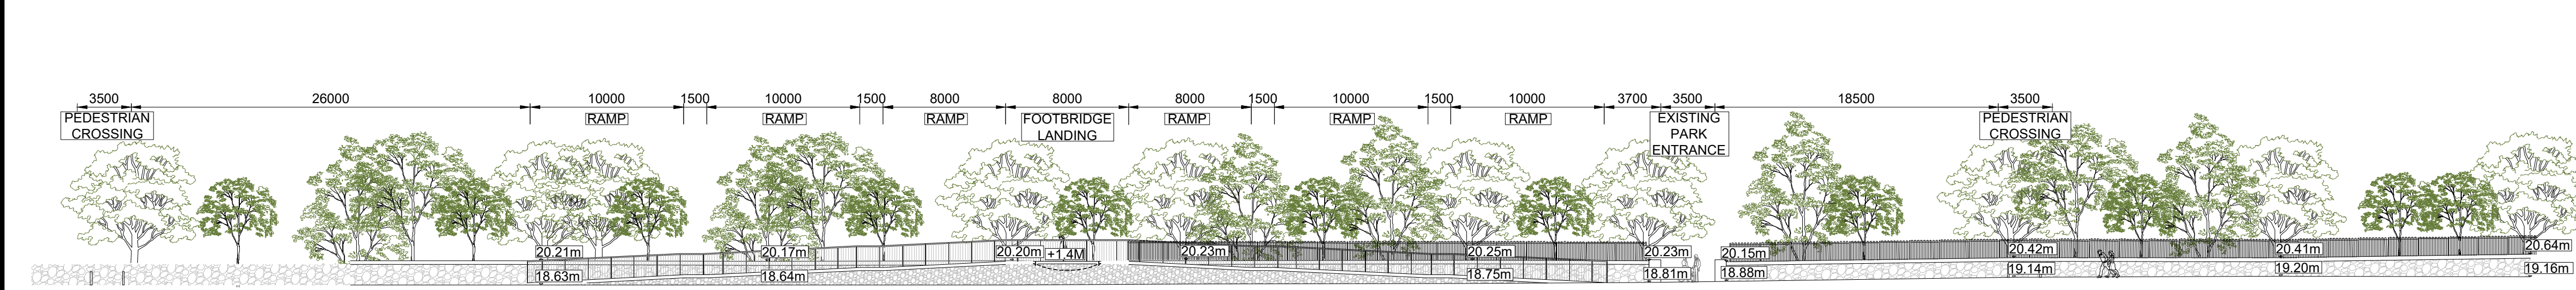 3500 26000 10000 1500 10000 1500 8000 8000 8000 1500 10000 1500 10000 3700 3500 18500 3500
PEDESTRIAN
CROSSING
RAMP
RAMP
RAMP
FOOTBRIDGE
LANDING
RAMP
RAMP
RAMP
EXISTING
PARK
ENTRANCE
PEDESTRIAN
CROSSING
20.21m 20.17m 20.20m +1.4M 20.23m 20.25m 20.23m 20.15m 20.42m 20.41m 20.64m
18.63m 18.64m 18.75m 18.81m 18.88m 19.14m 19.20m 19.16m